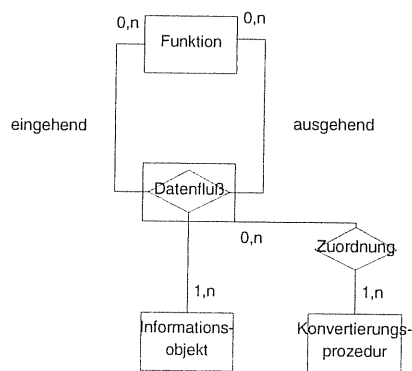 0,n
0,n
Funktion
eingehend
ausgehend
Datenfluß
0,n
Zuordnung
1,n
1,n
Informations-
objekt
Konvertierungs-
prozedur